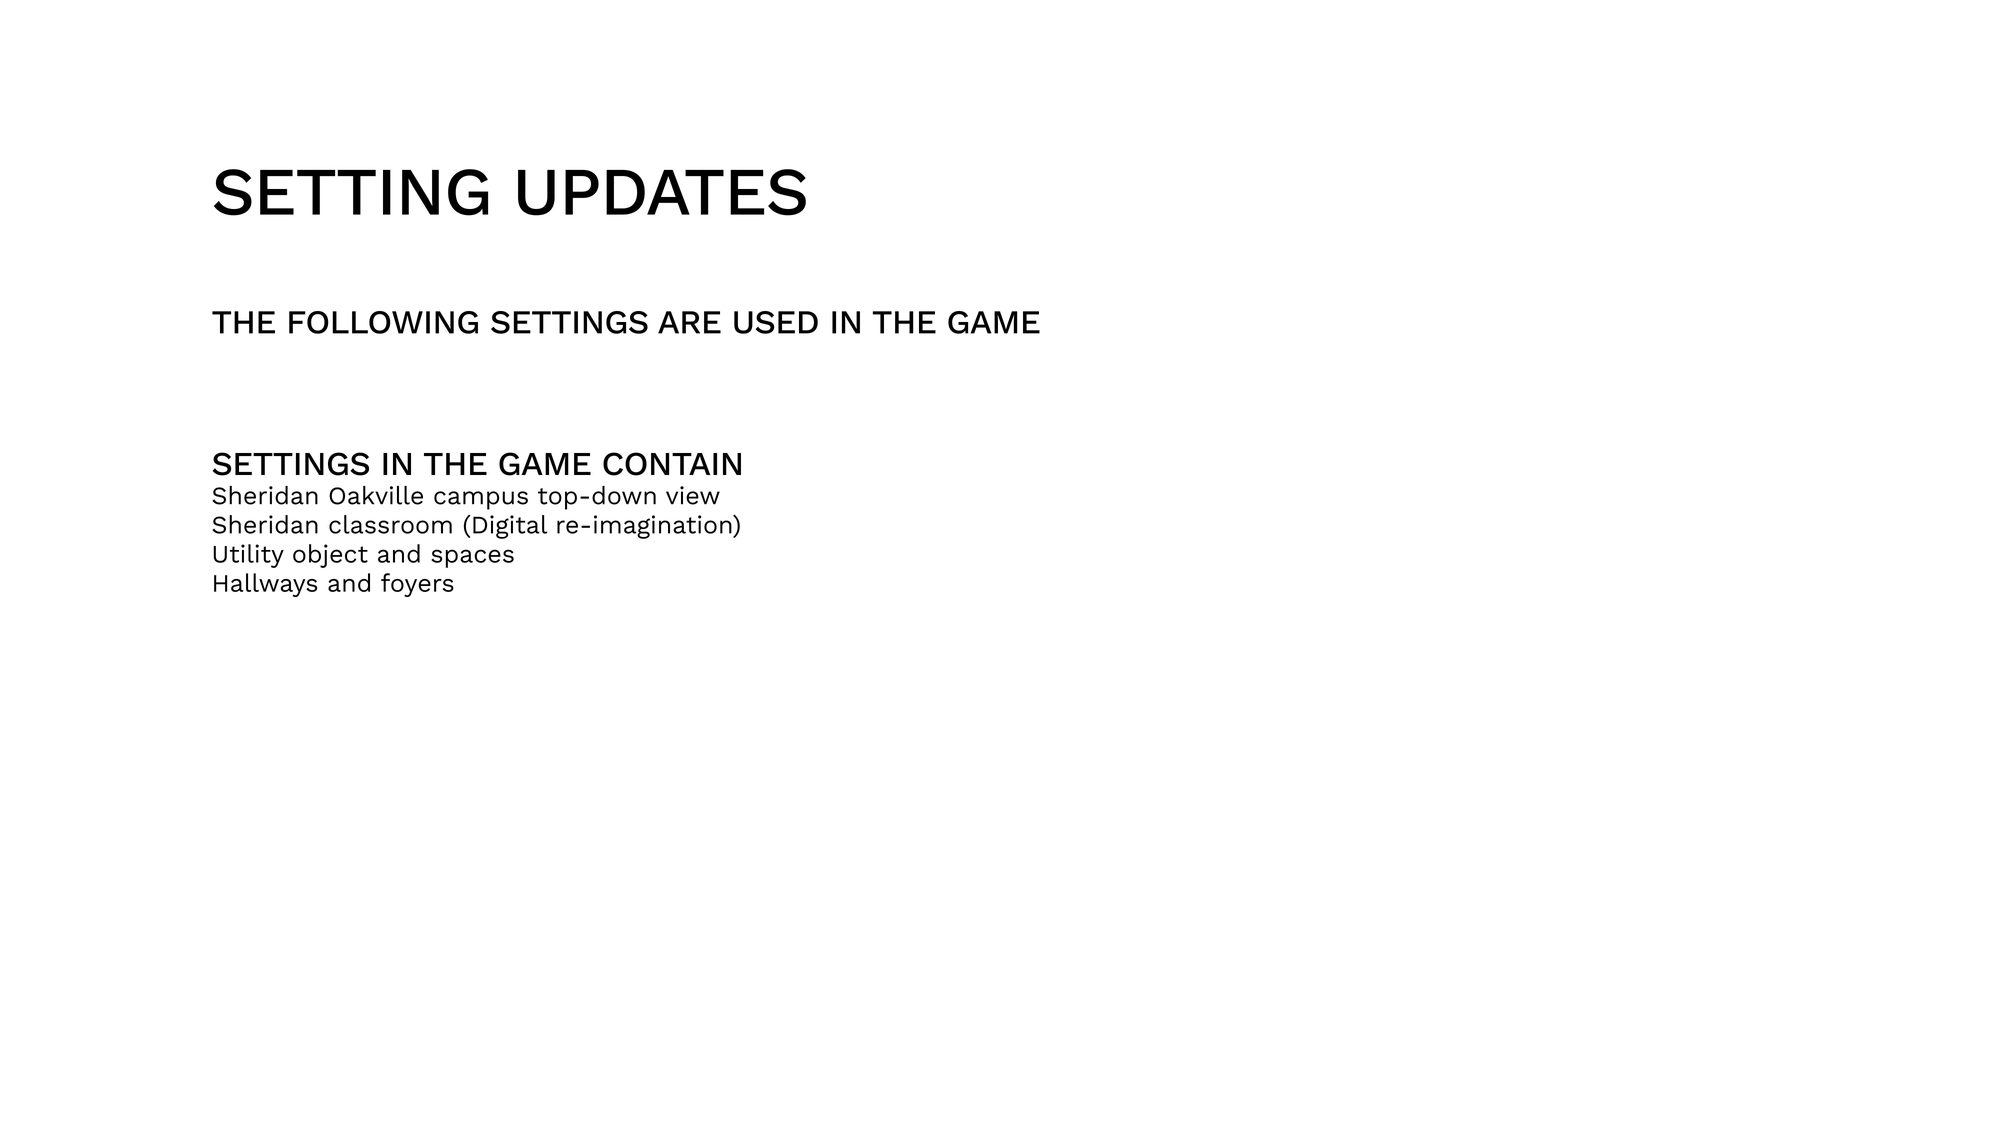 SETTING UPDATES
THE FOLLOWING SETTINGS ARE USED IN THE GAME
SETTINGS IN THE GAME CONTAIN
Sheridan Oakville campus top-down view
Sheridan classroom (Digital re-imagination)
Utility object and spaces
Hallways and foyers